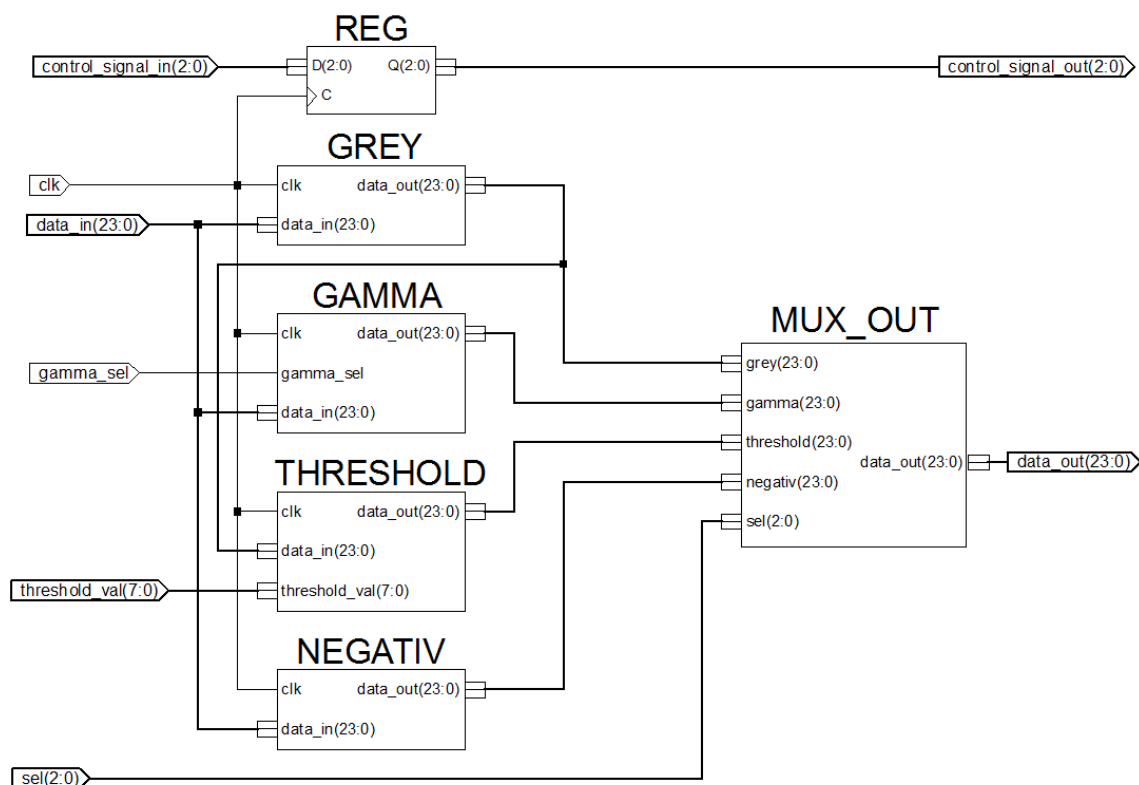 REG
control_signal_in(2:0)
D(2:0)
Q(2:0)
control_signal_out(2:0)
C
GREY
clk
clk
data_out(23:0)
data_in(23:0)
data_in(23:0)
GAMMA
clk
data_out(23:0)
gamma_sel
gamma_sel
data_in(23:0)
MUX_OUT
grey(23:0)
gamma(23:0)
threshold(23:0)
negativ(23:0)
sel(2:0)
data_out(23:0)
data_out(23:0)
THRESHOLD
clk
data_out(23:0)
data_in(23:0)
threshold_val(7:0)
threshold_val(7:0)
NEGATIV
clk
data_out(23:0)
data_in(23:0)
sel(2:0)